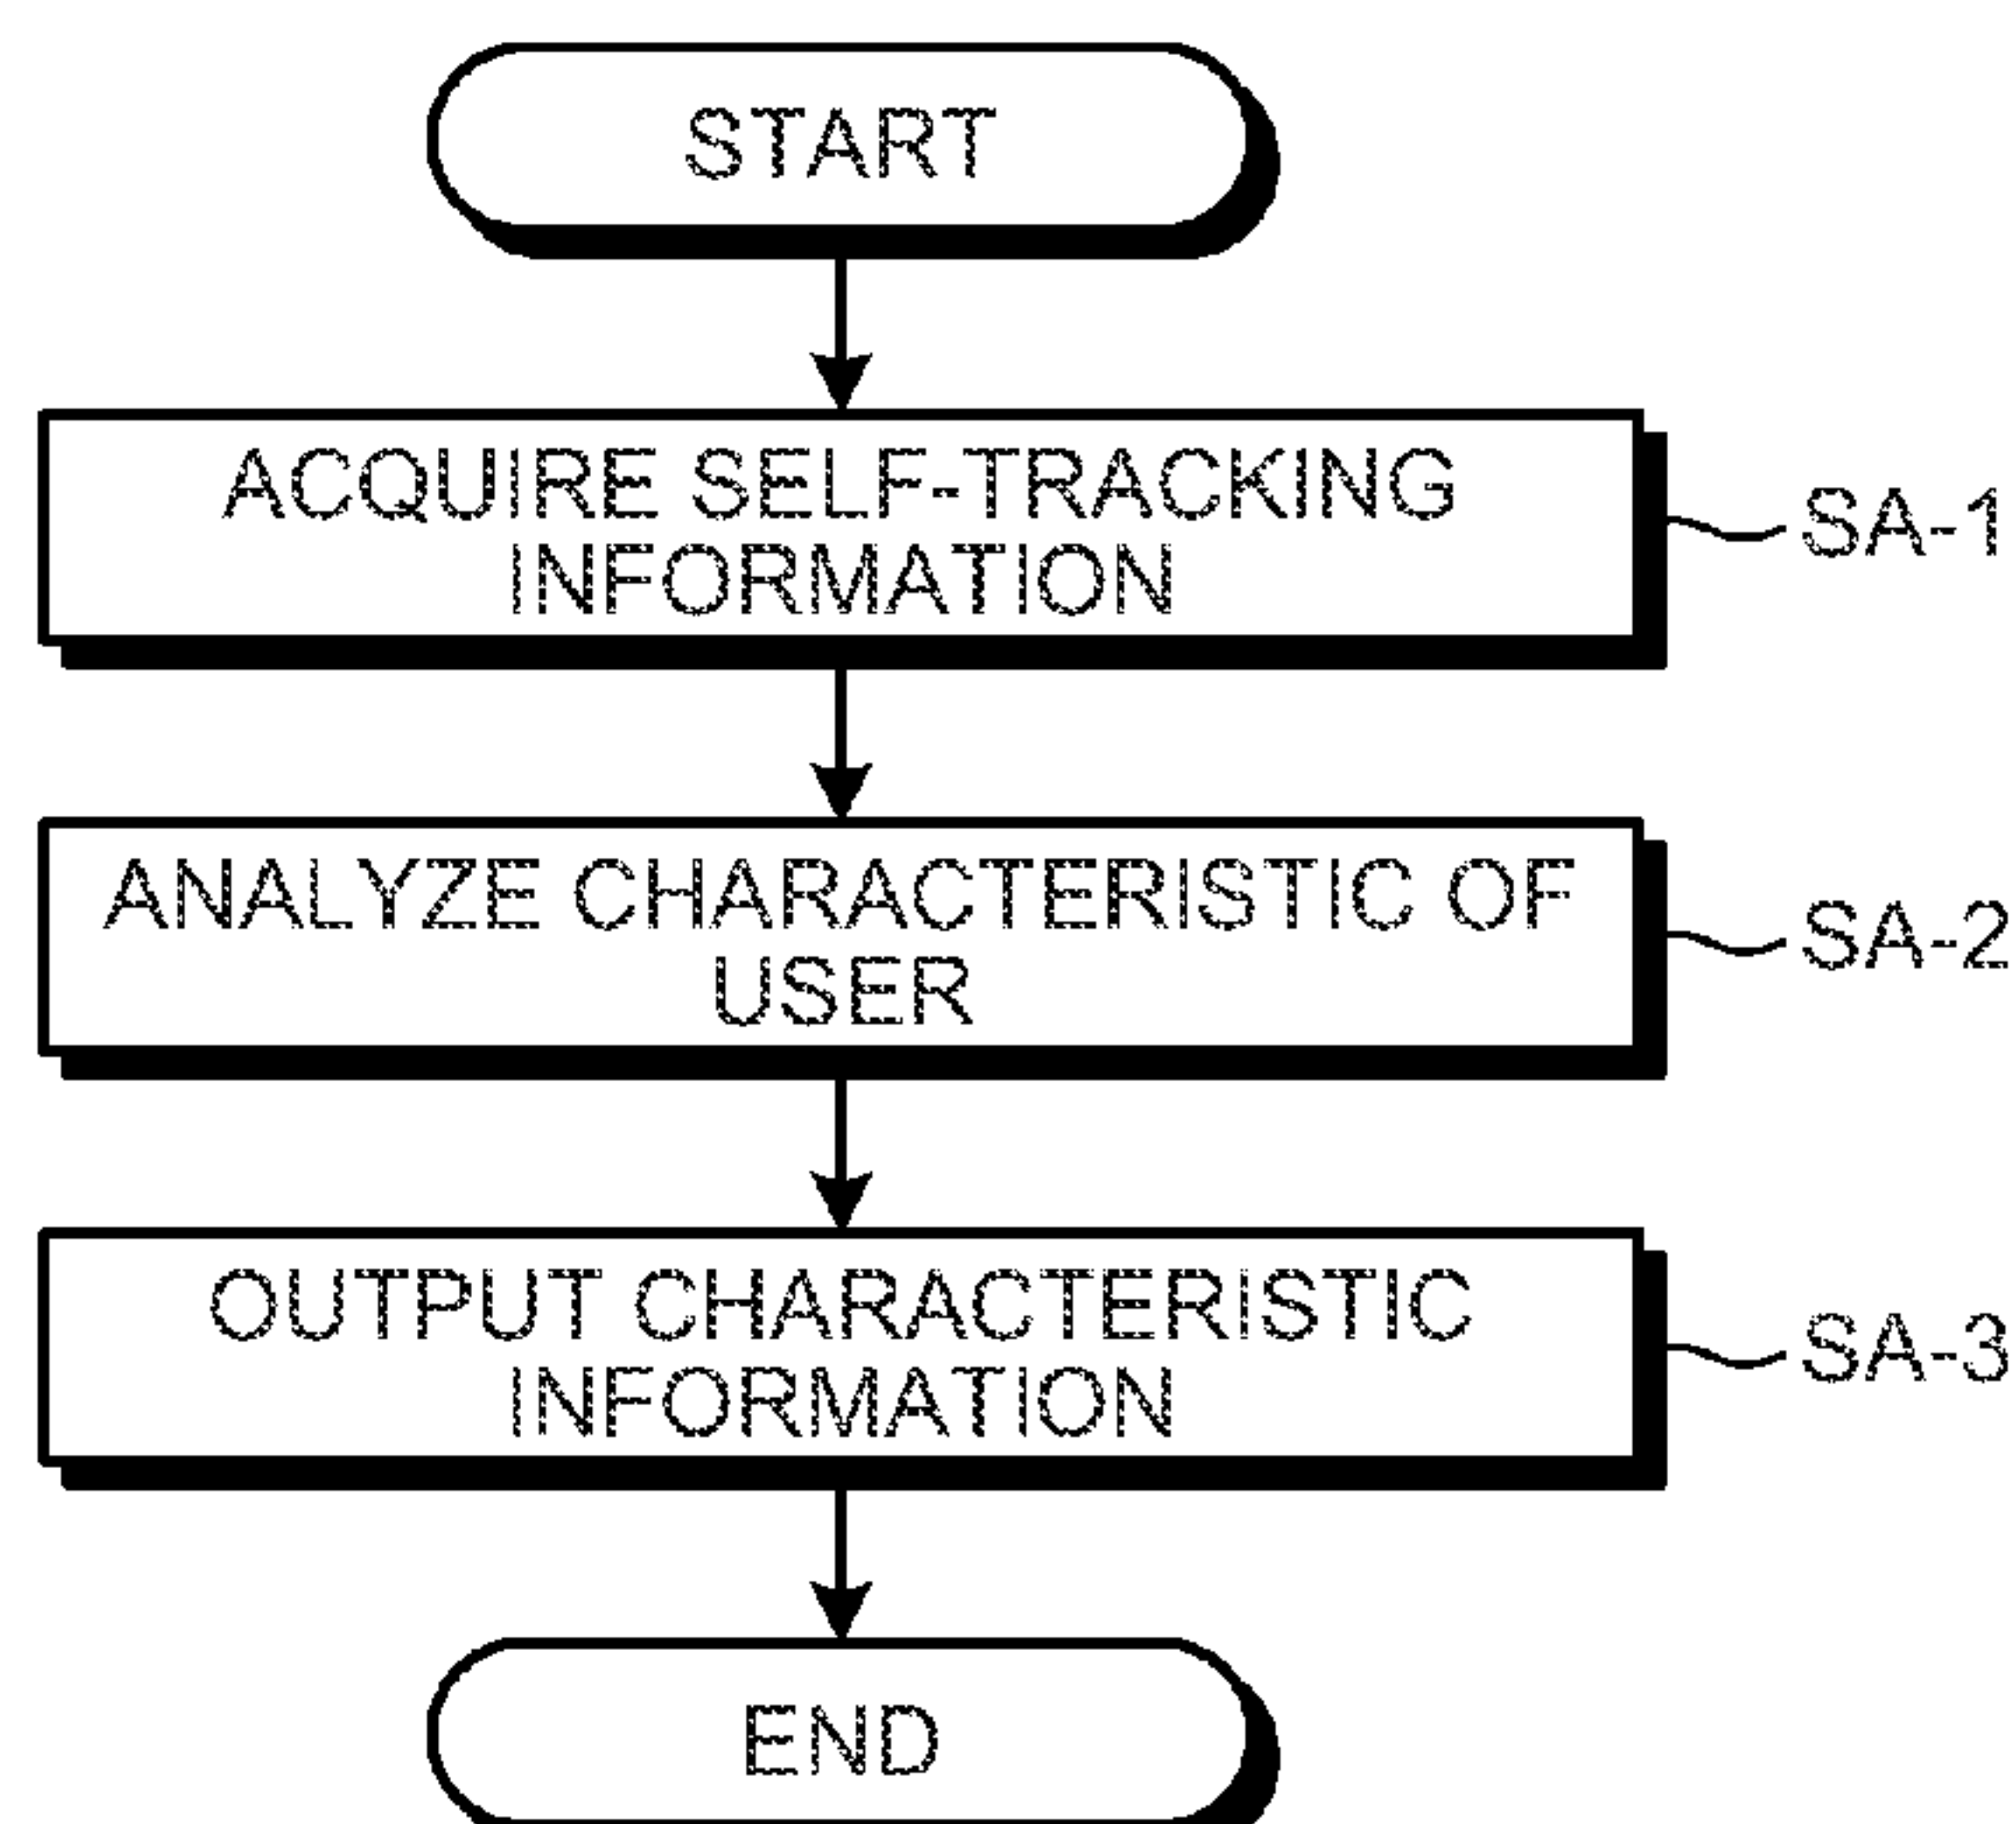 START
ACQUIRE SELF-TRACKING
INFORMATION
SA-1
ANALYZE CHARACTERISTIC OF
USER
SA-2
OUTPUT CHARACTERISTIC
INFORMATION
SA-3
END